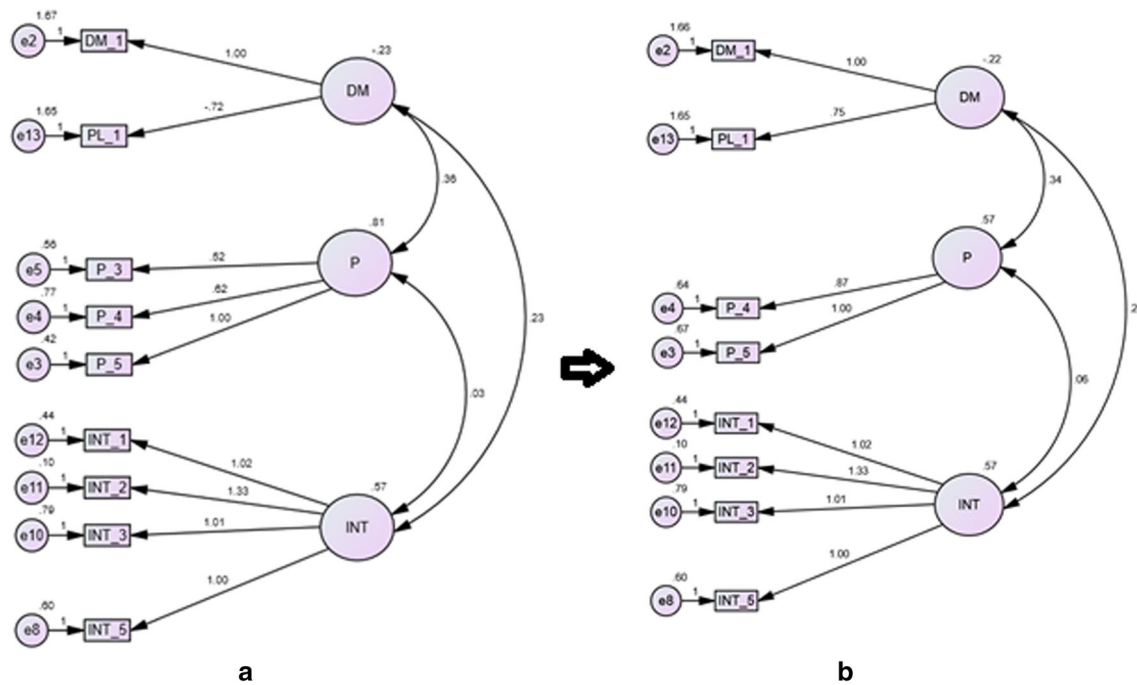 1.67
e2 1 DM_1
1.00
-.23
DM
1.65
e13 1 PL_1
-.72
.36
.81
P
.56
e5 1 P_3
.52
.77
e4 1 P_4
.62
.42
e3 1 P_5
1.00
.23
.03
.44
e12 1 INT_1
1.02
.10
e11 1 INT_2
1.33
.57
INT
.79
e10 1 INT_3
1.01
1.00
.60
e8 1 INT_5
a
1.66
e2 1 DM_1
1.00
-.22
DM
1.65
e13 1 PL_1
.75
.34
.57
P
.64
e4 1 P_4
.87
.67
e3 1 P_5
1.00
.2
.06
.44
e12 1 INT_1
1.02
.10
e11 1 INT_2
1.33
.57
INT
.79
e10 1 INT_3
1.01
1.00
.60
e8 1 INT_5
b